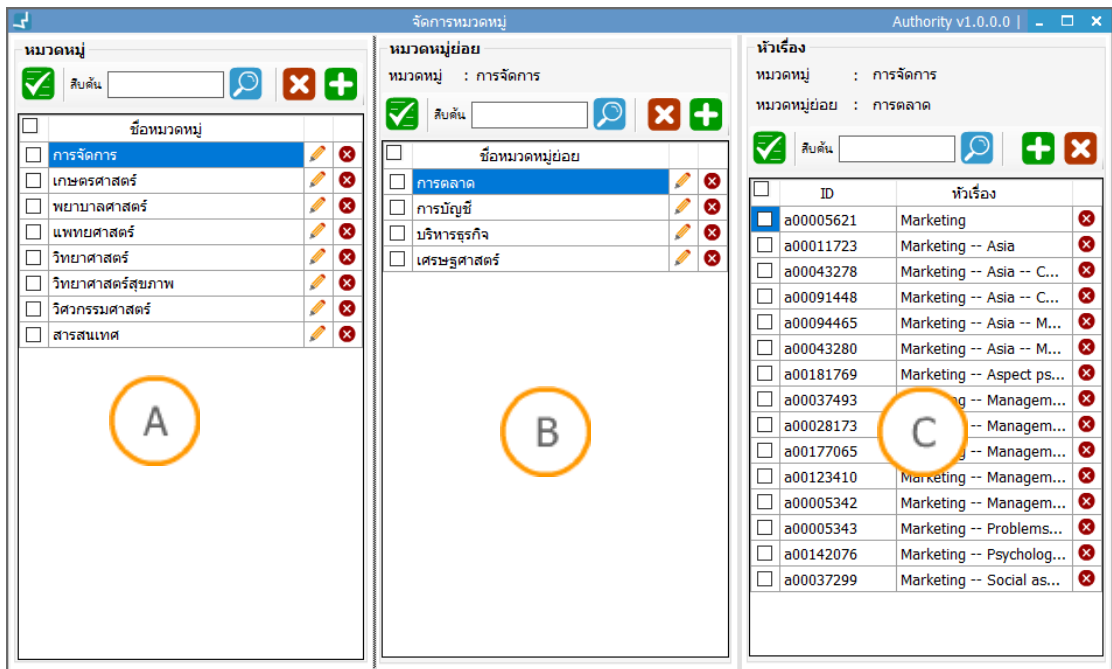 จัดการหมวดหมู่
Authority v1.0.0.0 |
หมวดหมู่
สืบค้น
ชื่อหมวดหมู่
การจัดการ
เกษตรศาสตร์
พยาบาลศาสตร์
แพทยศาสตร์
วิทยาศาสตร์
วิทยาศาสตร์สุขภาพ
วิศวกรรมศาสตร์
สารสนเทศ
A
หมวดหมู่ย่อย
หมวดหมู่ : การจัดการ
สืบค้น
ชื่อหมวดหมู่ย่อย
การตลาด
การบัญชี
บริหารธุรกิจ
เศรษฐศาสตร์
B
หัวเรื่อง
หมวดหมู่ : การจัดการ
หมวดหมู่ย่อย : การตลาด
สืบค้น
ID หัวเรื่อง
a00005621 Marketing
a00011723 Marketing -- Asia
a00043278 Marketing -- Asia -- C...
a00091448 Marketing -- Asia -- C...
a00094465 Marketing -- Asia -- M...
a00043280 Marketing -- Asia -- M...
a00181769 Marketing -- Aspect ps...
a00037493 -- Managem...
a00028173 -- Managem...
a00177065 -- Managem...
a00123410 Marketing -- Managem...
a00005342 Marketing -- Managem...
a00005343 Marketing -- Problems...
a00142076 Marketing -- Psycholog...
a00037299 Marketing -- Social as...
C